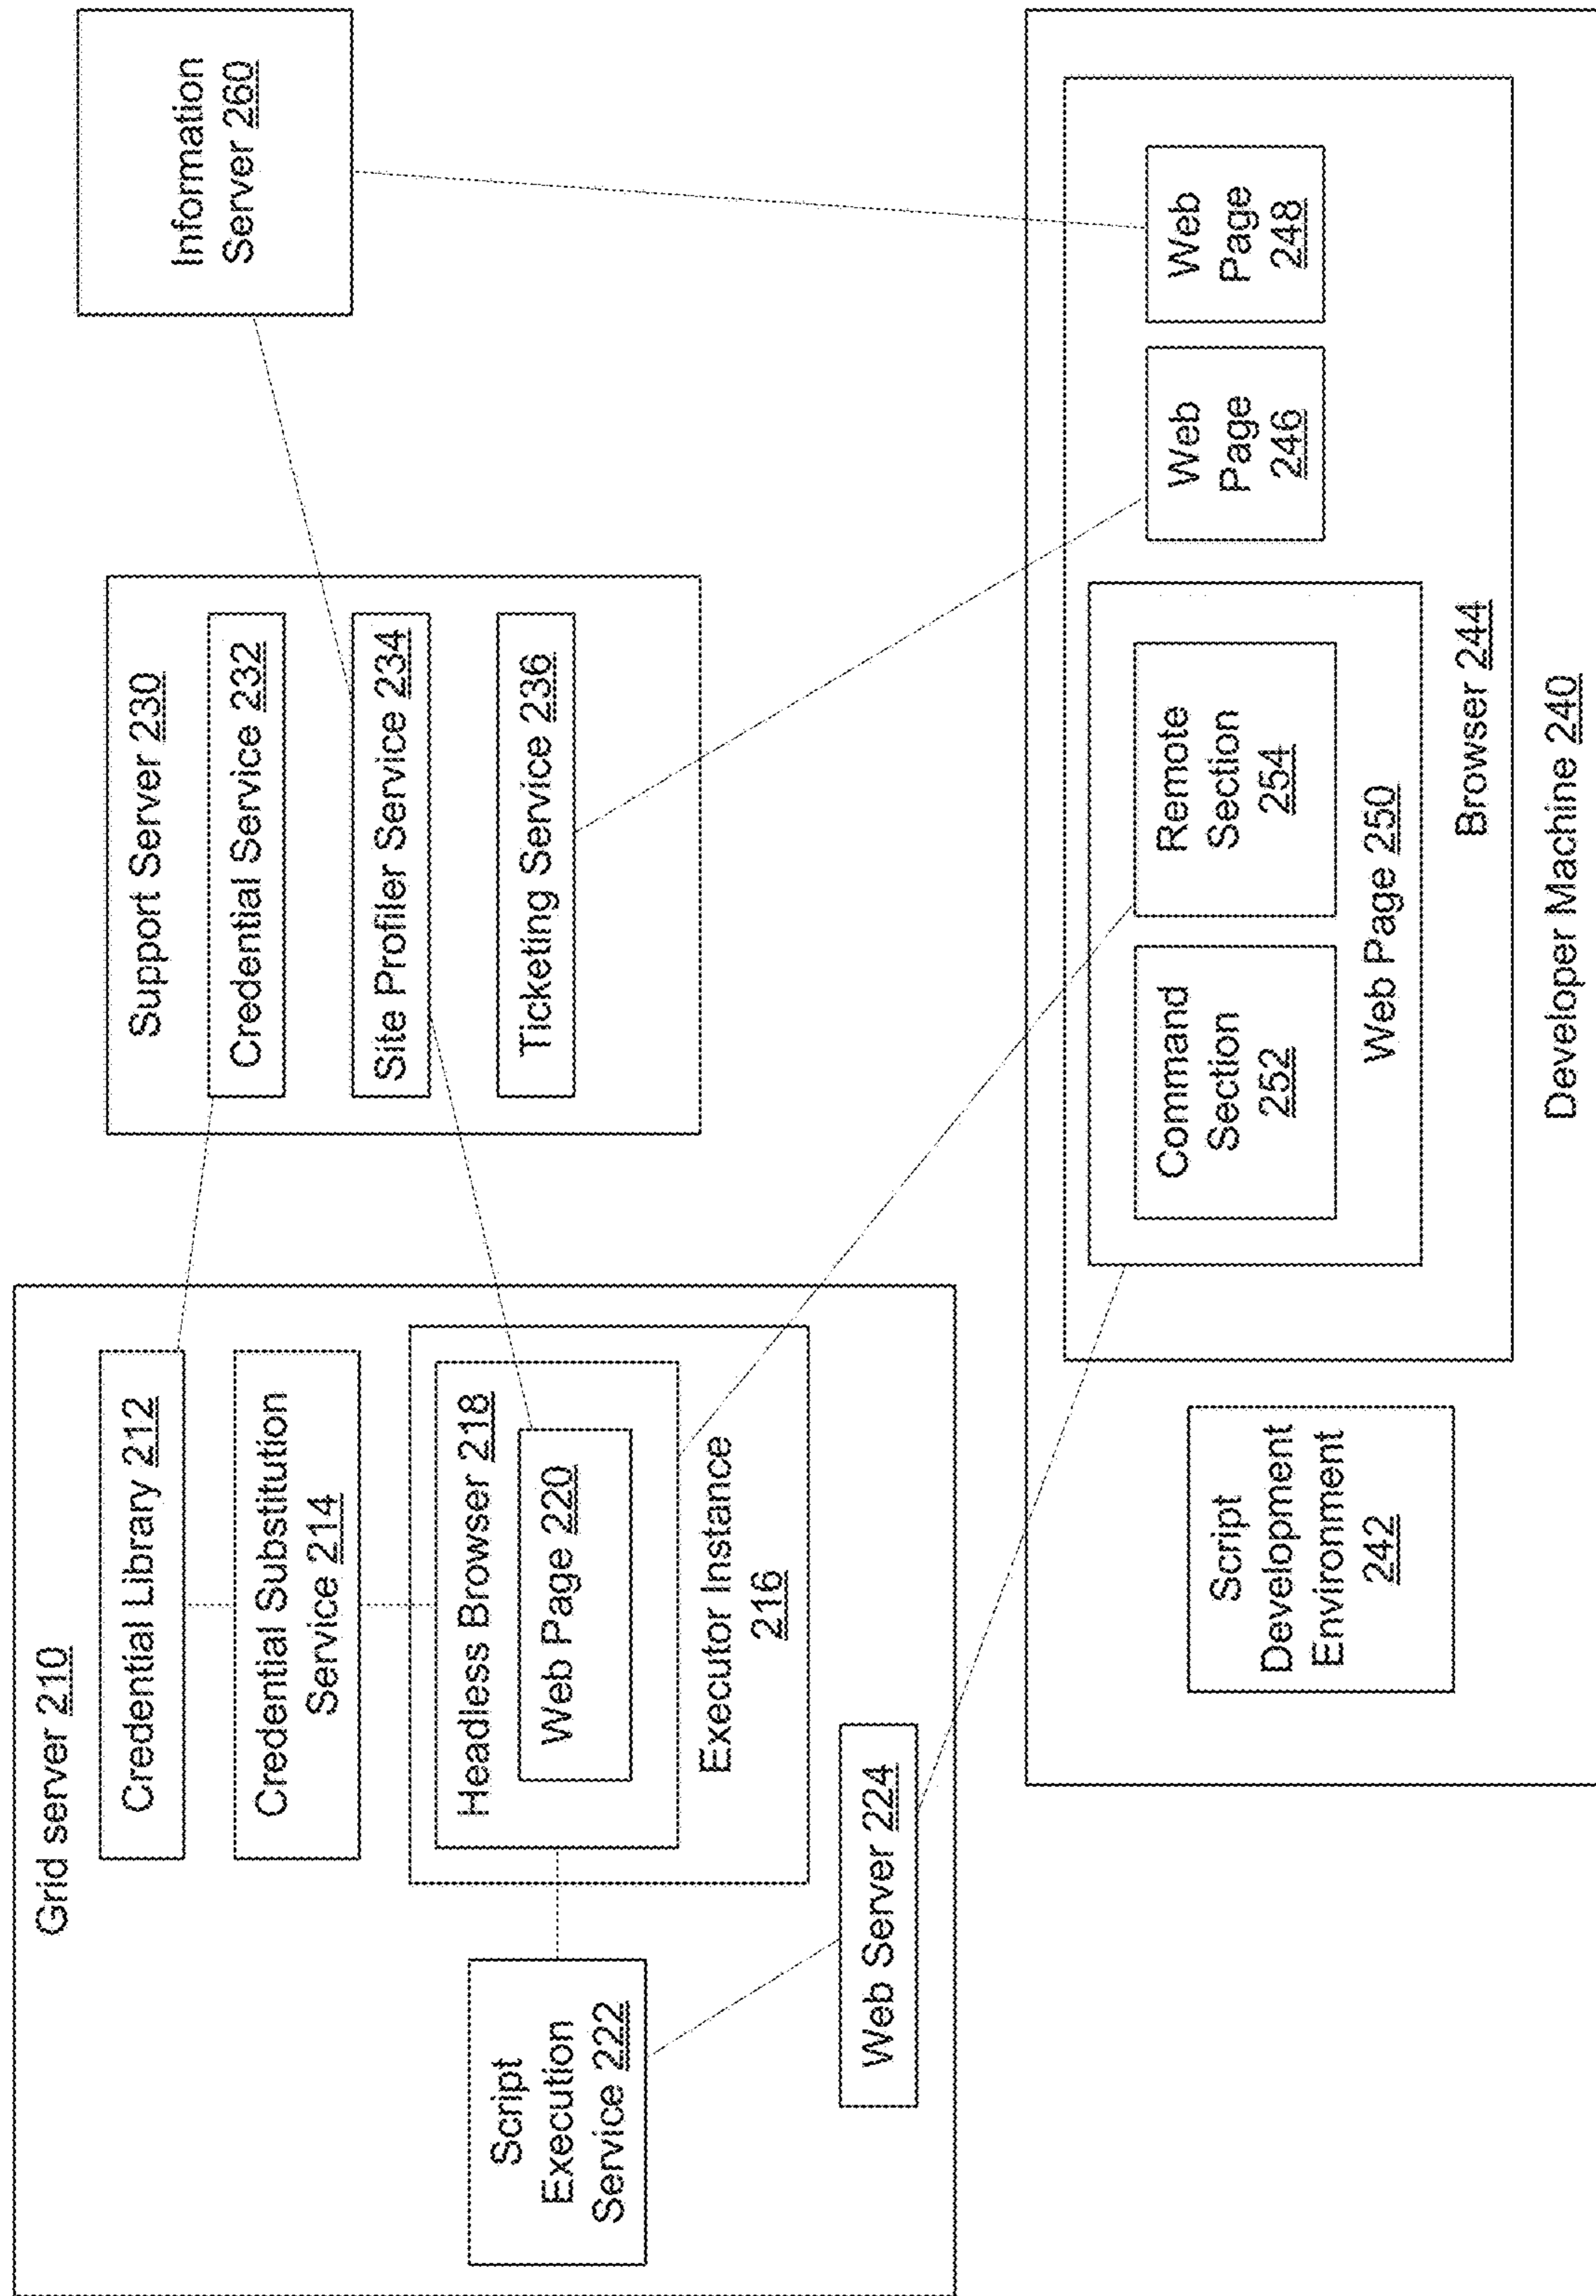 Grid server 210
Credential Library 212
Credential Substitution
Service 214
Headless Browser 218
Web Page 220
Executor Instance
216
Script
Execution
Service 222
Web Server 224
Support Server 230
Credential Service 232
Site Profiler Service 234
Ticketing Service 236
Information
Server 260
Script
Development
Environment
242
Command
Section
252
Remote
Section
254
Web Page 250
Web
Page
246
Web
Page
248
Browser 244
Developer Machine 240